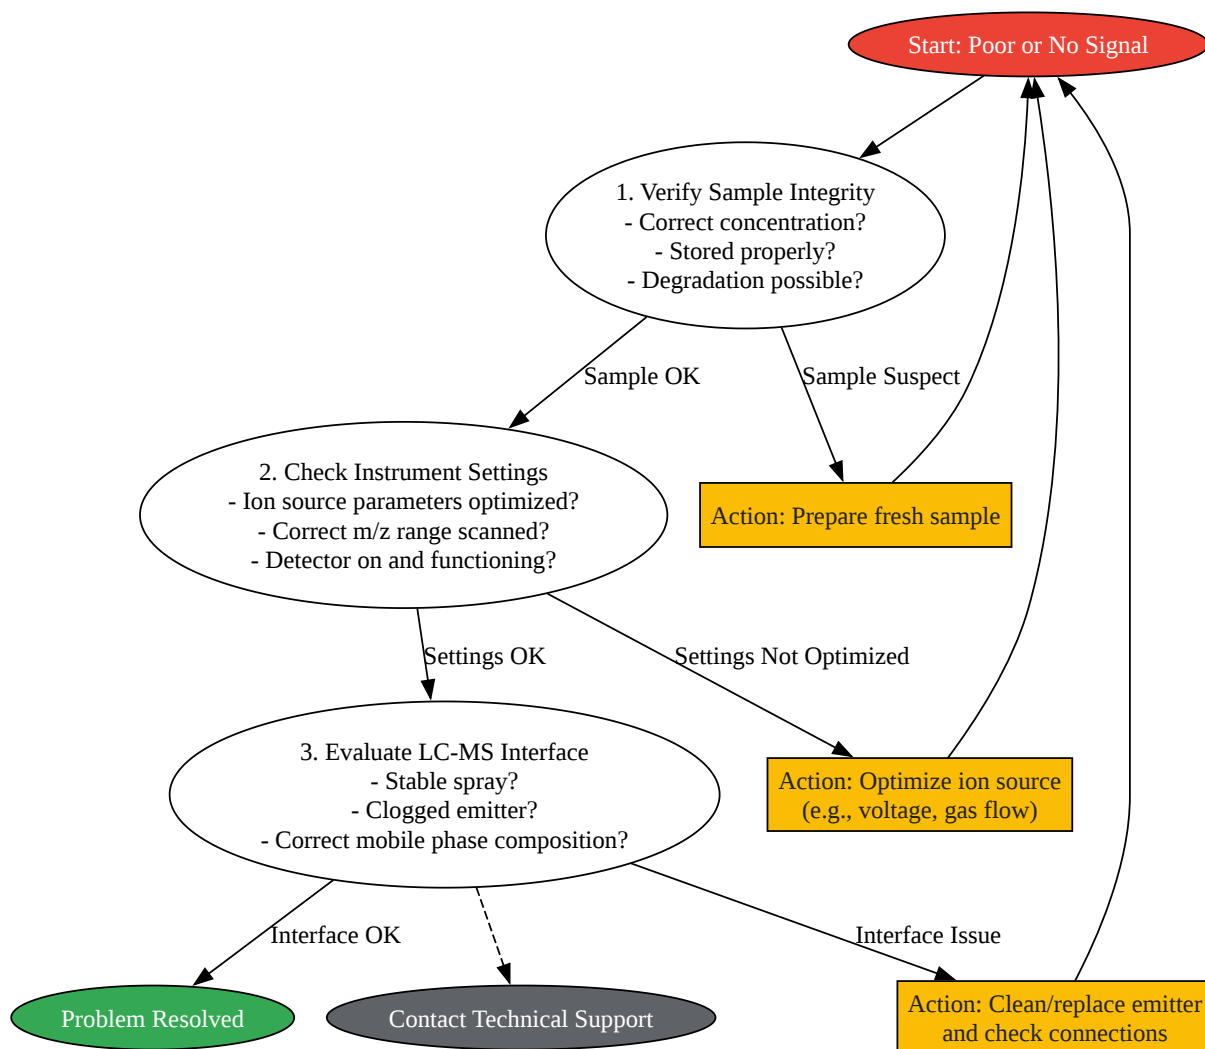 Start: Poor or No Signal
1. Verify Sample Integrity
- Correct concentration?
- Stored properly?
- Degradation possible?
Sample OK
Sample Suspect
2. Check Instrument Settings
- Ion source parameters optimized?
- Correct m/z range scanned?
- Detector on and functioning?
Action: Prepare fresh sample
Settings OK
Settings Not Optimized
3. Evaluate LC-MS Interface
- Stable spray?
- Clogged emitter?
- Correct mobile phase composition?
Action: Optimize ion source
(e.g., voltage, gas flow)
Interface OK
Interface Issue
Problem Resolved
Contact Technical Support
Action: Clean/replace emitter
and check connections